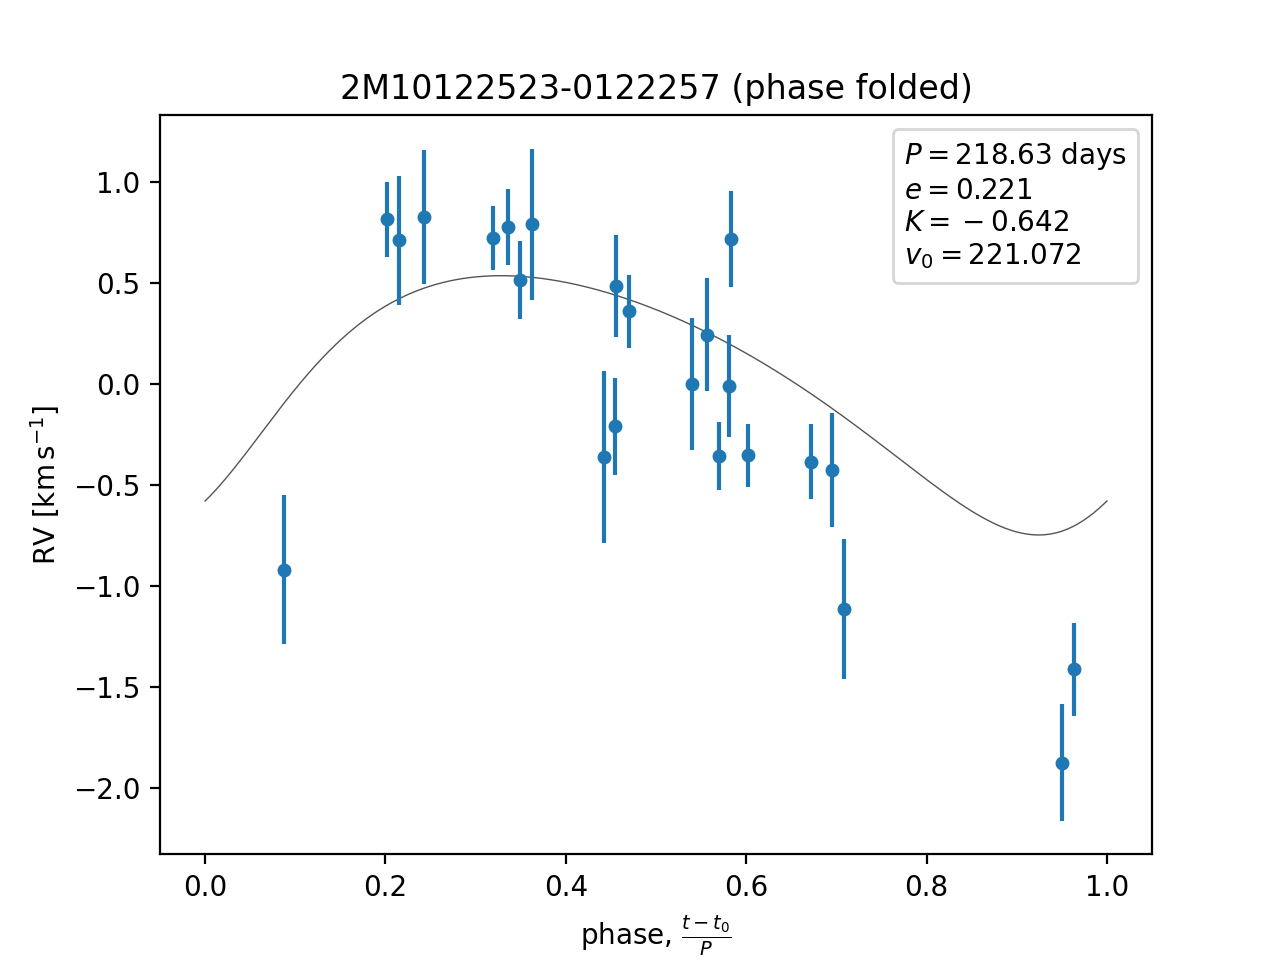 2M10122523-0122257 (phase folded)
P = 218.63 days
e = 0.221
K = −0.642
v₀ = 221.072
1.0
0.5
0.0
−0.5
−1.0
−1.5
−2.0
RV [km s⁻¹]
0.0 0.2 0.4 0.6 0.8 1.0
phase, (t − t₀)/P